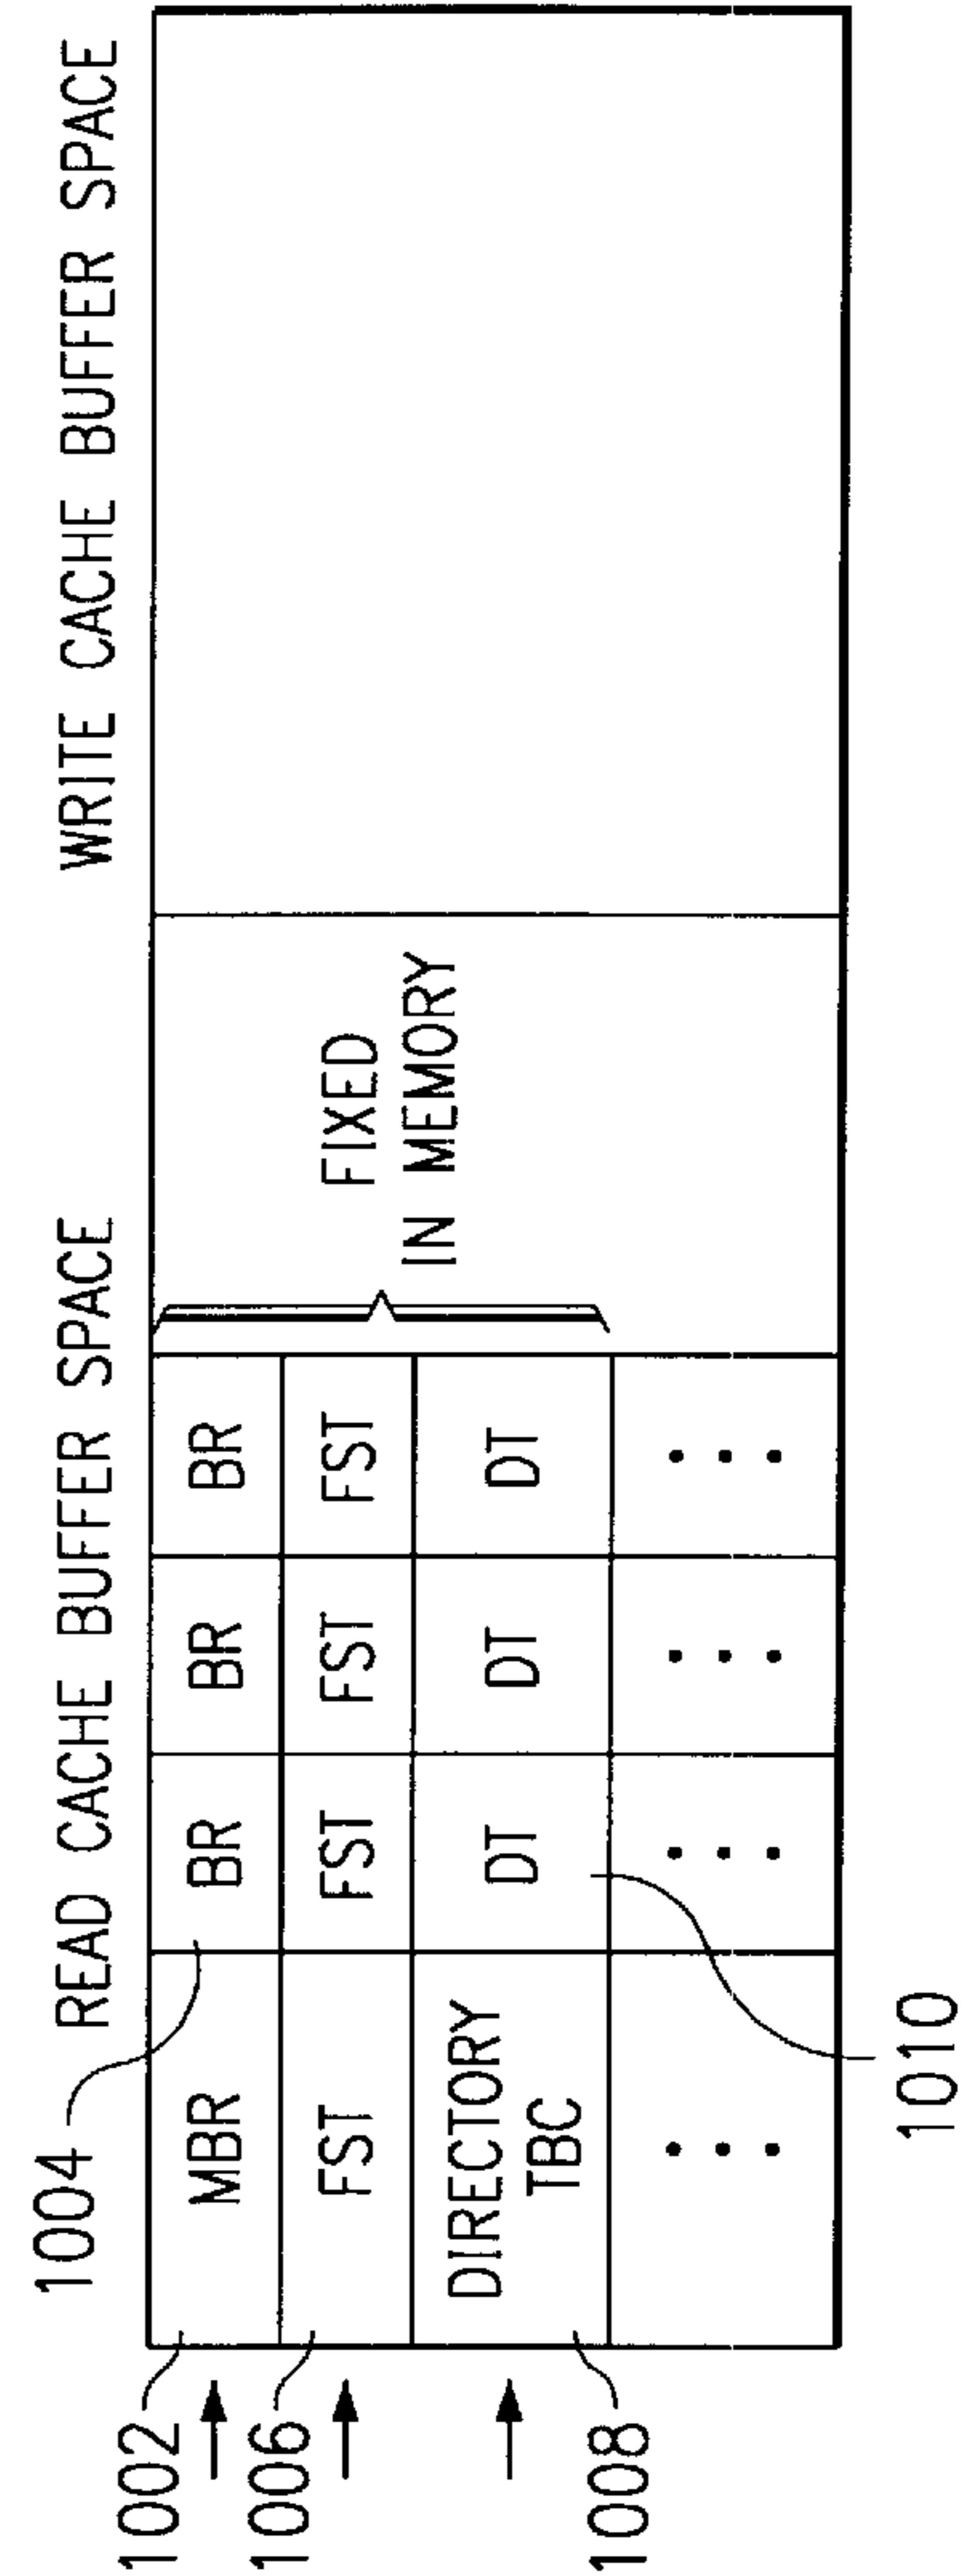 READ CACHE BUFFER SPACE
WRITE CACHE BUFFER SPACE
1004
1002
MBR
BR
BR
BR
1006
FST
FST
FST
FST
FIXED
IN MEMORY
1008
DIRECTORY
TBC
DT
DT
DT
1010